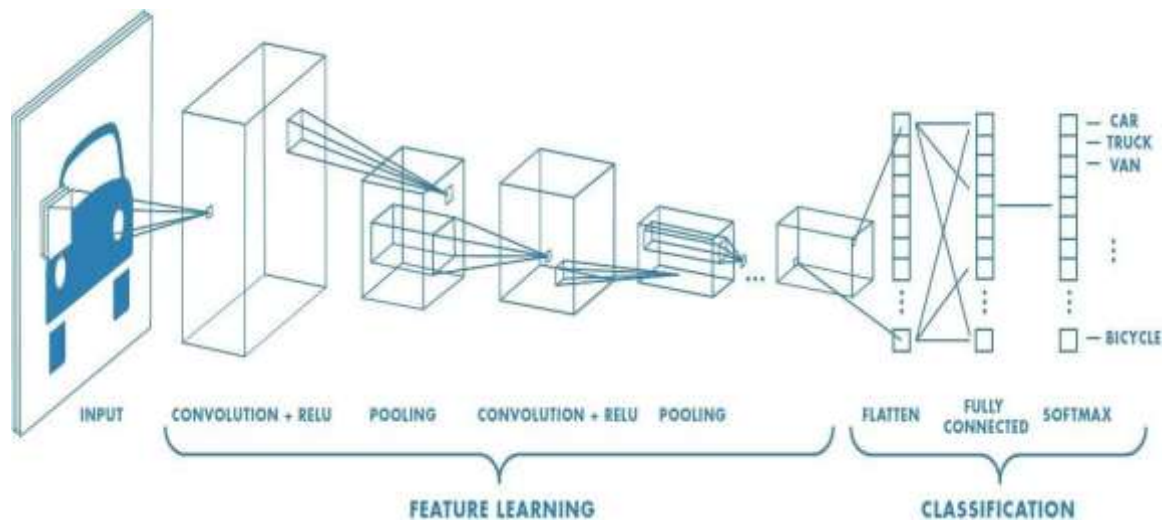 CAR
TRUCK
VAN
BICYCLE
INPUT
CONVOLUTION + RELU
POOLING
CONVOLUTION + RELU
POOLING
FLATTEN
FULLY
CONNECTED
SOFTMAX
FEATURE LEARNING
CLASSIFICATION